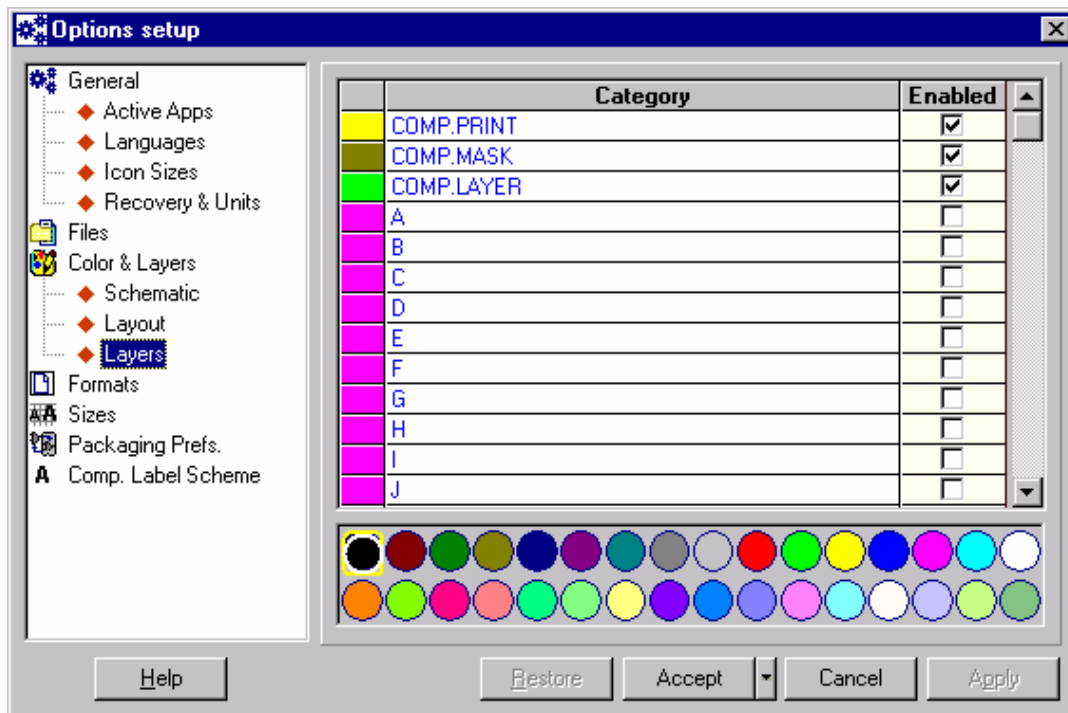 Options setup
General
Active Apps
Languages
Icon Sizes
Recovery & Units
Files
Color & Layers
Schematic
Layout
Layers
Formats
Sizes
Packaging Prefs.
A Comp. Label Scheme
Category Enabled
COMP.PRINT
COMP.MASK
COMP.LAYER
A
B
C
D
E
F
G
H
I
J
Help Restore Accept Cancel Apply